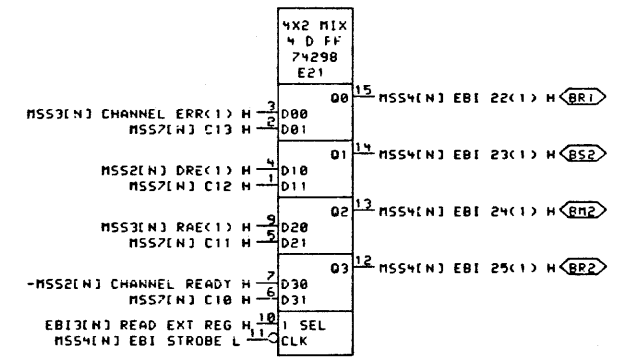 4X2 MIX
4 D FF
74298
E21
Q0 15 MSS4[N] EBI 22(1) H BR1
MSS3[N] CHANNEL ERR(1) H 3 D00
MSS7[N] C13 H 2 D01
Q1 14 MSS4[N] EBI 23(1) H BS2
MSS2[N] DRE(1) H 4 D10
MSS7[N] C12 H 1 D11
Q2 13 MSS4[N] EBI 24(1) H BM2
MSS3[N] RAE(1) H 9 D20
MSS7[N] C11 H 5 D21
Q3 12 MSS4[N] EBI 25(1) H BR2
-MSS2[N] CHANNEL READY H 7 D30
MSS7[N] C10 H 6 D31
EBI3[N] READ EXT REG H 10 1 SEL
MSS4[N] EBI STROBE L 11 CLK